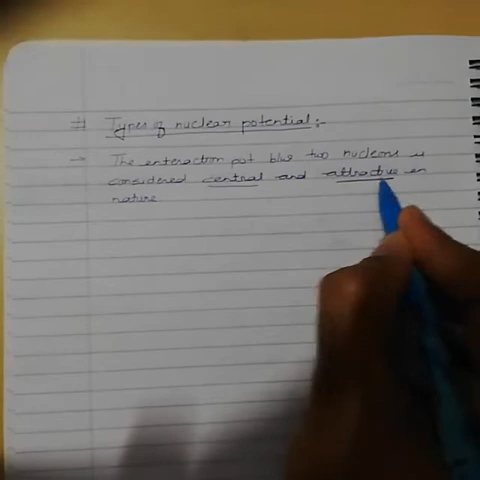 # Types of nuclear potential :-
→ The interaction pot b/w two nucleons is
considered central and attractive in
nature